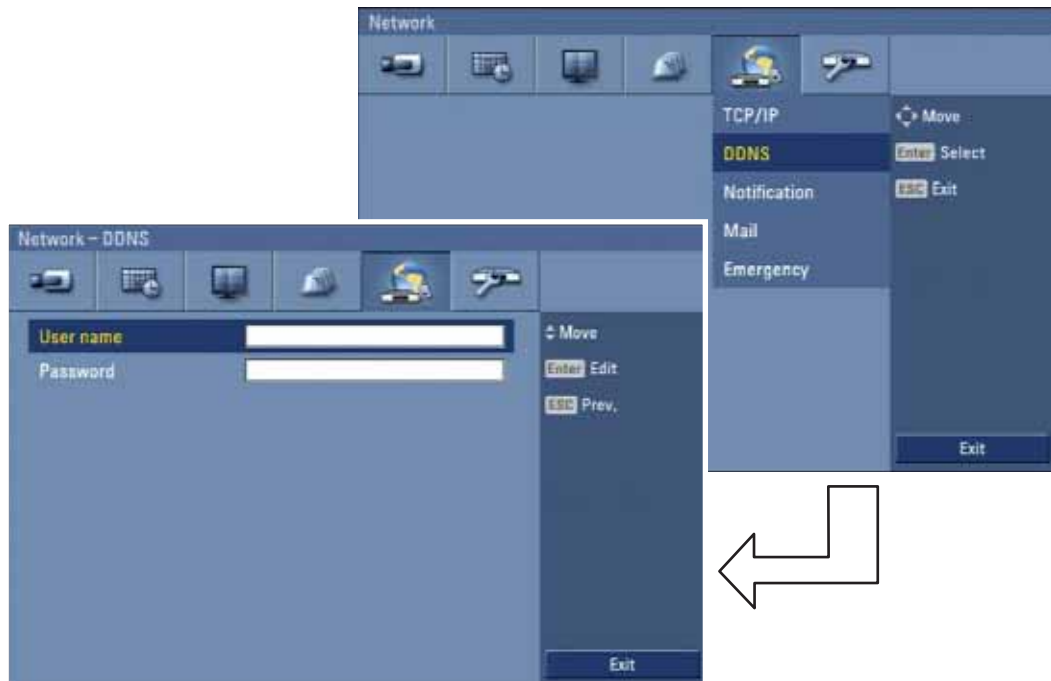 Network
TCP/IP
DDNS
Notification
Mail
Emergency
Move
Enter Select
ESC Exit
Exit
Network - DDNS
User name
Password
Move
Enter Edit
ESC Prev.
Exit